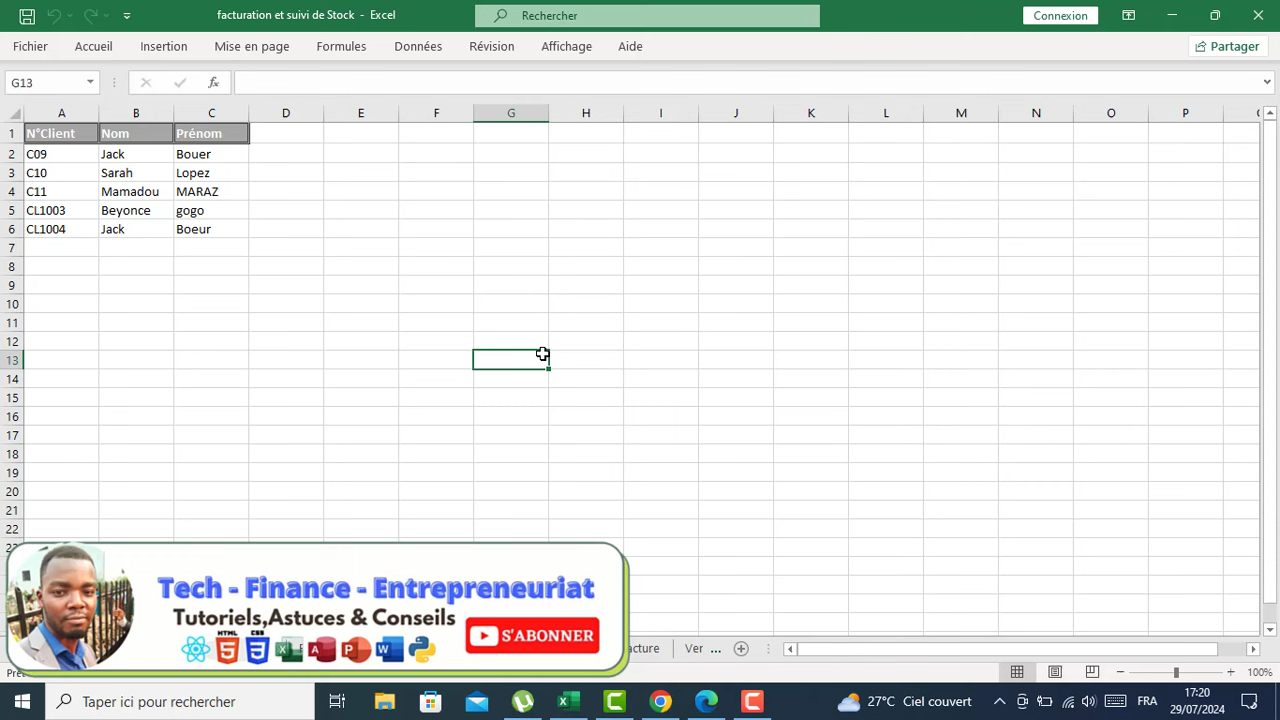 facturation et suivi de Stock - Excel
Rechercher
Connexion
Fichier Accueil Insertion Mise en page Formules Données Révision Affichage Aide
Partager
G13
fx
A B C D E F G H I J K L M N O P
1 N°Client Nom Prénom
2 C09 Jack Bouer
3 C10 Sarah Lopez
4 C11 Mamadou MARAZ
5 CL1003 Beyonce gogo
6 CL1004 Jack Boeur
7
8
9
10
11
12
13
14
15
16
17
18
19
20
21
22
Tech - Finance - Entrepreneuriat
Tutoriels,Astuces & Conseils
HTML CSS
S'ABONNER
Ver ...
100%
Taper ici pour rechercher
27°C Ciel couvert
FRA
17:20
29/07/2024